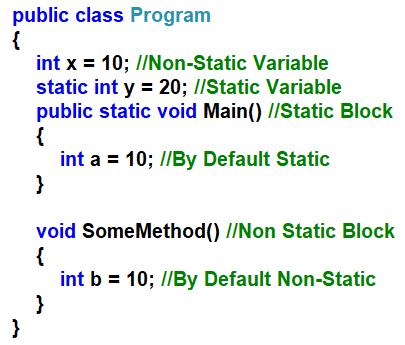 public class Program
{
int x = 10; //Non-Static Variable
static int y = 20; //Static Variable
public static void Main() //Static Block
{
int a = 10; //By Default Static
}
void SomeMethod() //Non Static Block
{
int b = 10; //By Default Non-Static
}
}